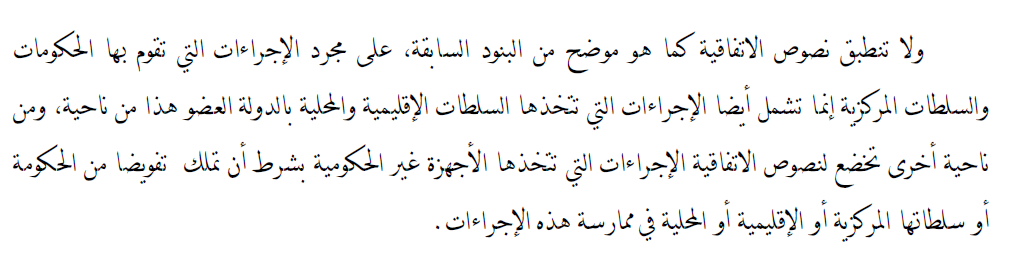 ولا تنطبق نصوص الاتفاقية كما هو موضح من البنود السابقة، على مجرد الإجراءات التي تقوم بها الحكومات
والسلطات المركزية إنما تشمل أيضا الإجراءات التي تتخذها السلطات الإقليمية والمحلية بالدولة العضو هذا من ناحية، ومن
ناحية أخرى تخضع لنصوص الاتفاقية الإجراءات التي تتخذها الأجهزة غير الحكومية بشرط أن تملك تفويضا من الحكومة
أو سلطاتها المركزية أو الإقليمية أو المحلية في ممارسة هذه الإجراءات.